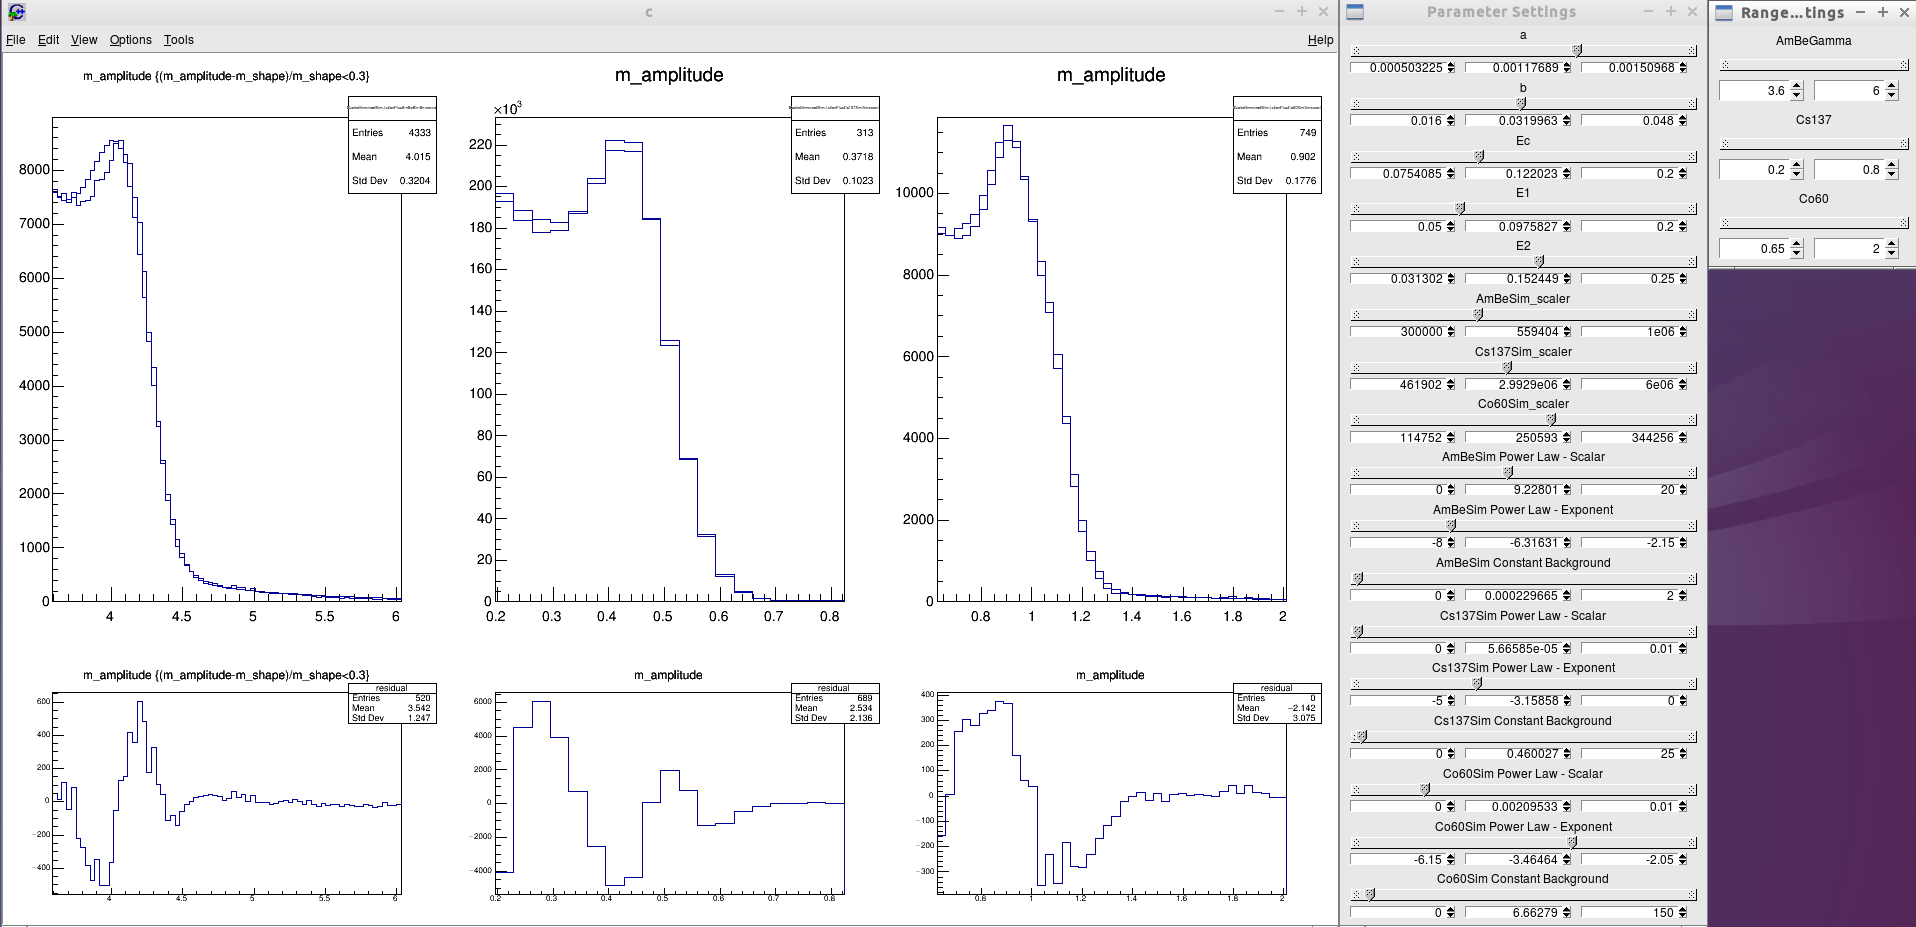 c
File Edit View Options Tools Help
m_amplitude {(m_amplitude-m_shape)/m_shape<0.3}
Entries 4333
Mean 4.015
Std Dev 0.3204
8000
7000
6000
5000
4000
3000
2000
1000
0
4 4.5 5 5.5 6
m_amplitude
×10³
Entries 313
Mean 0.3718
Std Dev 0.1023
220
200
180
160
140
120
100
80
60
40
20
0
0.2 0.3 0.4 0.5 0.6 0.7 0.8
m_amplitude
Entries 749
Mean 0.902
Std Dev 0.1776
10000
8000
6000
4000
2000
0
0.8 1 1.2 1.4 1.6 1.8 2
m_amplitude {(m_amplitude-m_shape)/m_shape<0.3}
residual
Entries 520
Mean 3.542
Std Dev 1.247
600
400
200
0
−200
−400
4 4.5 5 5.5 6
m_amplitude
residual
Entries 689
Mean 2.534
Std Dev 2.136
6000
4000
2000
0
−2000
−4000
0.2 0.3 0.4 0.5 0.6 0.7 0.8
m_amplitude
residual
Entries 0
Mean −2.142
Std Dev 3.075
400
300
200
100
0
−100
−200
−300
0.8 1 1.2 1.4 1.6 1.8 2
Parameter Settings
a
0.000503225 0.00117689 0.00150968
b
0.016 0.0319963 0.048
Ec
0.0754085 0.122023 0.2
E1
0.05 0.0975827 0.2
E2
0.031302 0.152449 0.25
AmBeSim_scaler
300000 559404 1e06
Cs137Sim_scaler
461902 2.9929e06 6e06
Co60Sim_scaler
114752 250593 344256
AmBeSim Power Law - Scalar
0 9.22801 20
AmBeSim Power Law - Exponent
-8 -6.31631 -2.15
AmBeSim Constant Background
0 0.000229665 2
Cs137Sim Power Law - Scalar
0 5.66585e-05 0.01
Cs137Sim Power Law - Exponent
-5 -3.15858 0
Cs137Sim Constant Background
0 0.460027 25
Co60Sim Power Law - Scalar
0 0.00209533 0.01
Co60Sim Power Law - Exponent
-6.15 -3.46464 -2.05
Co60Sim Constant Background
0 6.66279 150
Range...tings
AmBeGamma
3.6 6
Cs137
0.2 0.8
Co60
0.65 2